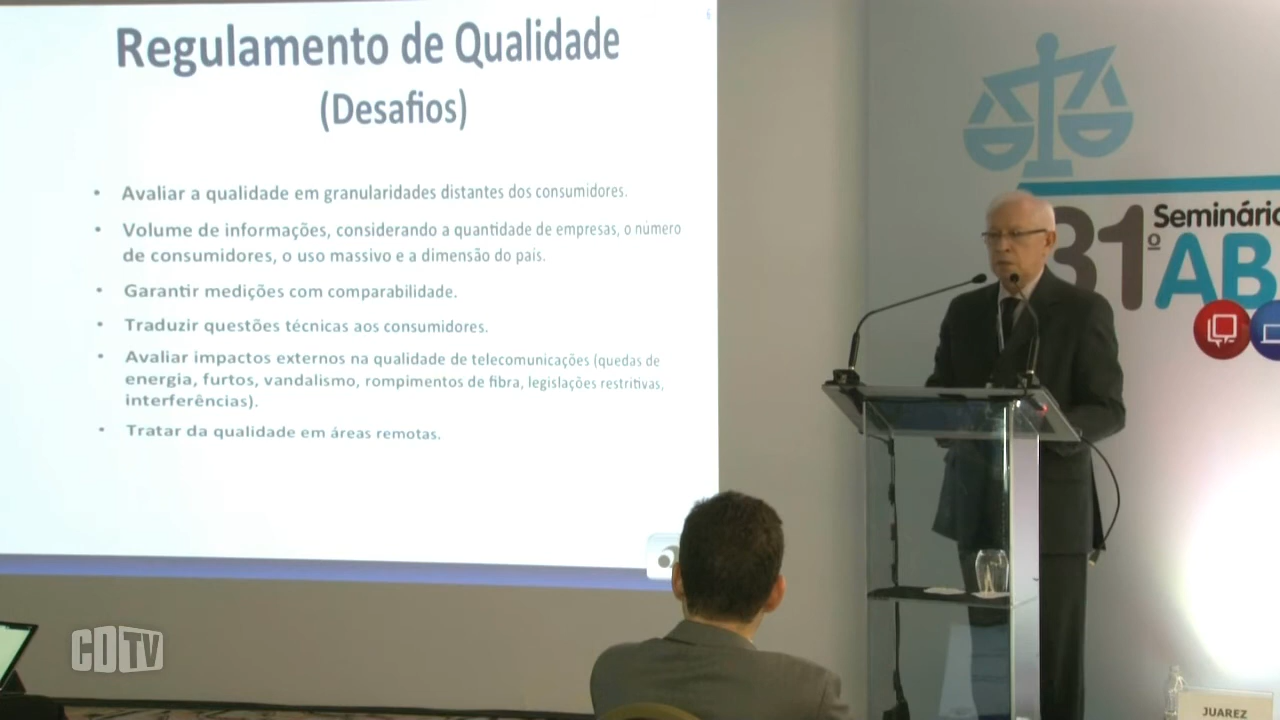 Regulamento de Qualidade
(Desafios)
• Avaliar a qualidade em granularidades distantes dos consumidores.
• Volume de informações, considerando a quantidade de empresas, o número
de consumidores, o uso massivo e a dimensão do país.
• Garantir medições com comparabilidade.
• Traduzir questões técnicas aos consumidores.
• Avaliar impactos externos na qualidade de telecomunicações (quedas de
energia, furtos, vandalismo, rompimentos de fibra, legislações restritivas,
interferências).
• Tratar da qualidade em áreas remotas.
31º
Seminário
AB
CDTV
JUAREZ